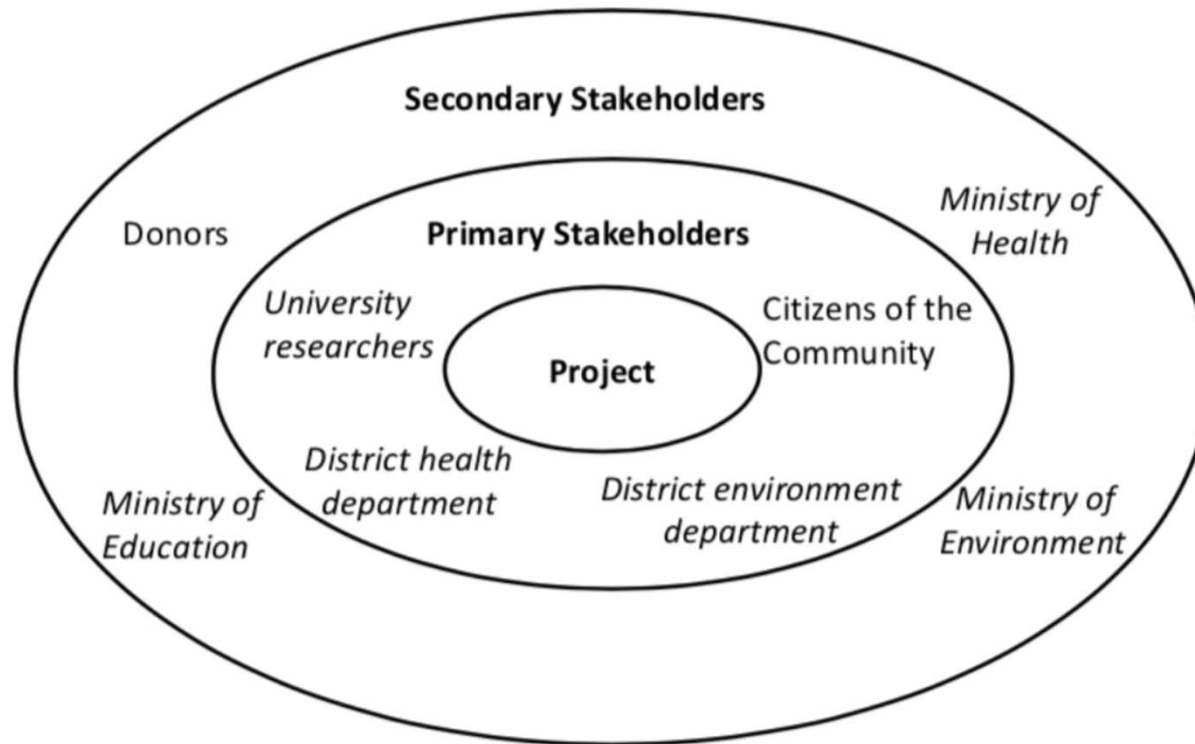 Secondary Stakeholders
Donors
Ministry of
Health
Primary Stakeholders
University
researchers
Citizens of the
Community
Project
District health
department
District environment
department
Ministry of
Education
Ministry of
Environment